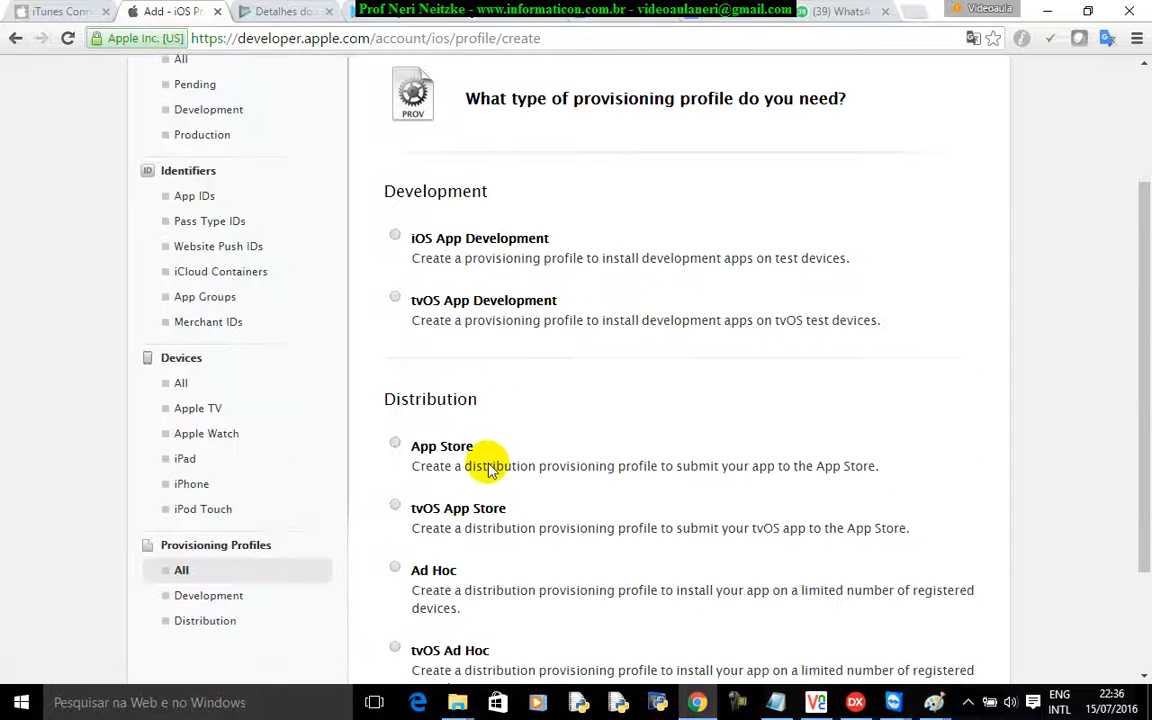 Prof Neri Neitzke - www.informaticon.com.br - videoaulaneri@gmail.com
iTunes Conn
Add - iOS Pr
Detalhes do
(39) WhatsA
Videoaula
Apple Inc. [US]
https://developer.apple.com/account/ios/profile/create
All
Pending
Development
Production
Identifiers
App IDs
Pass Type IDs
Website Push IDs
iCloud Containers
App Groups
Merchant IDs
Devices
All
Apple TV
Apple Watch
iPad
iPhone
iPod Touch
Provisioning Profiles
All
Development
Distribution
PROV
What type of provisioning profile do you need?
Development
iOS App Development
Create a provisioning profile to install development apps on test devices.
tvOS App Development
Create a provisioning profile to install development apps on tvOS test devices.
Distribution
App Store
Create a distribution provisioning profile to submit your app to the App Store.
tvOS App Store
Create a distribution provisioning profile to submit your tvOS app to the App Store.
Ad Hoc
Create a distribution provisioning profile to install your app on a limited number of registered
devices.
tvOS Ad Hoc
Create a distribution provisioning profile to install your app on a limited number of registered
Pesquisar na Web e no Windows
ENG
INTL
22:36
15/07/2016